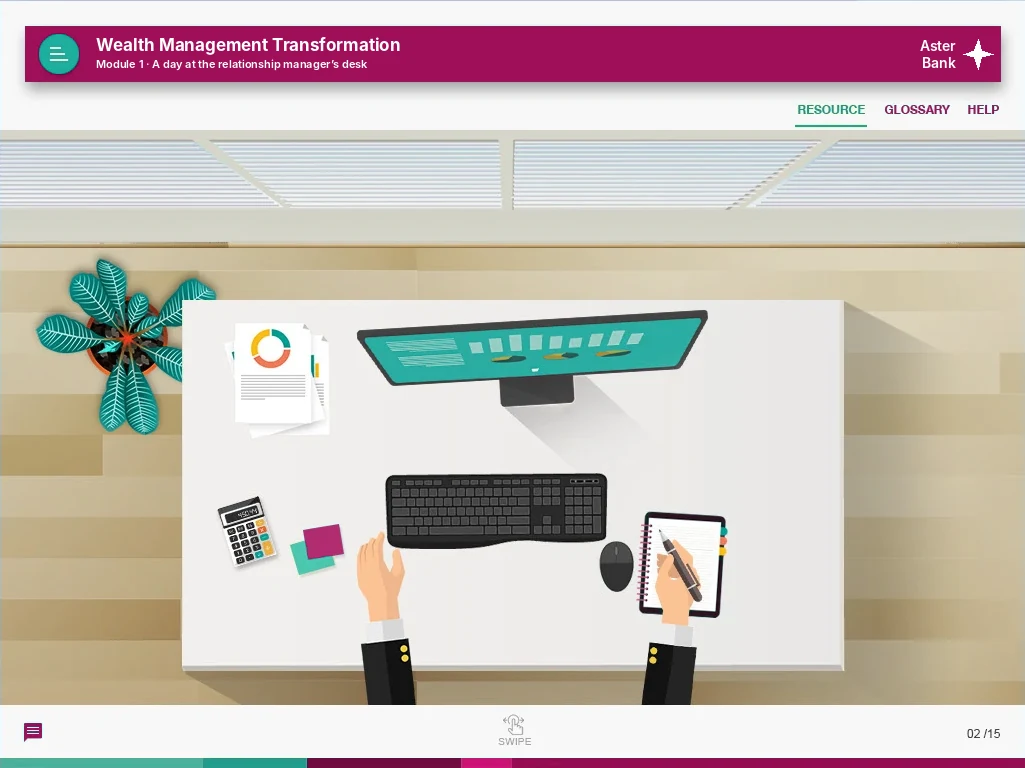 Wealth Management Transformation
Module 1 · A day at the relationship manager's desk
Aster
Bank
RESOURCE GLOSSARY HELP
SWIPE
02 /15